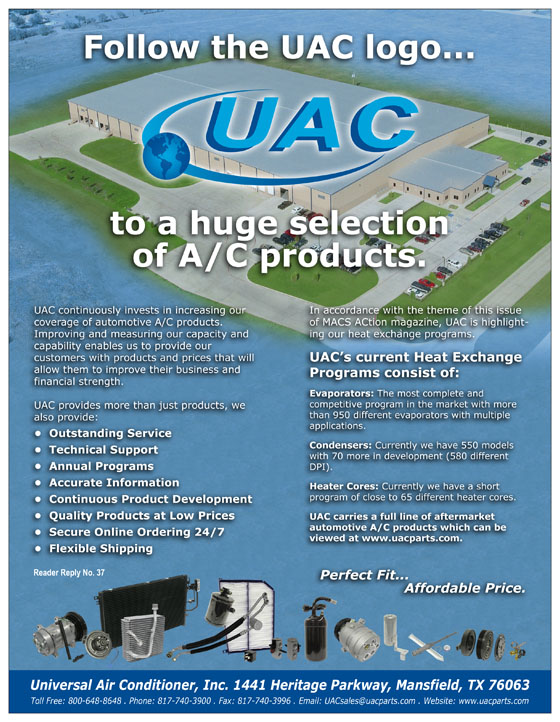 Follow the UAC logo...
UAC
to a huge selection
of A/C products.
UAC continuously invests in increasing our
coverage of automotive A/C products.
Improving and measuring our capacity and
capability enables us to provide our
customers with products and prices that will
allow them to improve their business and
financial strength.
UAC provides more than just products, we
also provide:
• Outstanding Service
• Technical Support
• Annual Programs
• Accurate Information
• Continuous Product Development
• Quality Products at Low Prices
• Secure Online Ordering 24/7
• Flexible Shipping
Reader Reply No. 37
In accordance with the theme of this issue
of MACS ACtion magazine, UAC is highlight-
ing our heat exchange programs.
UAC's current Heat Exchange
Programs consist of:
Evaporators: The most complete and
competitive program in the market with more
than 950 different evaporators with multiple
applications.
Condensers: Currently we have 550 models
with 70 more in development (580 different
DPI).
Heater Cores: Currently we have a short
program of close to 65 different heater cores.
UAC carries a full line of aftermarket
automotive A/C products which can be
viewed at www.uacparts.com.
Perfect Fit...
Affordable Price.
Universal Air Conditioner, Inc. 1441 Heritage Parkway, Mansfield, TX 76063
Toll Free: 800-648-8648 . Phone: 817-740-3900 . Fax: 817-740-3996 . Email: UACsales@uacparts.com . Website: www.uacparts.com